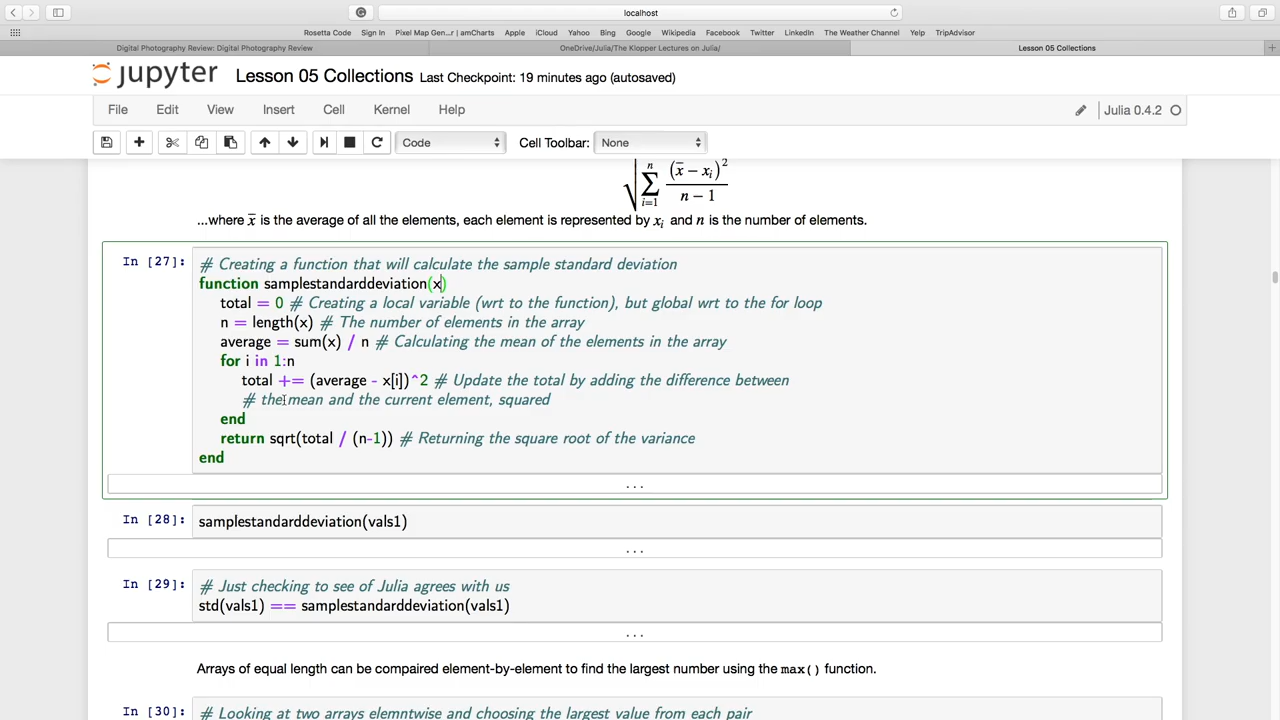 localhost
Rosetta Code Sign In Pixel Map Gen...r | amCharts Apple iCloud Yahoo Bing Google Wikipedia Facebook Twitter LinkedIn The Weather Channel Yelp TripAdvisor
Digital Photography Review: Digital Photography Review OneDrive/Julia/The Klopper Lectures on Julia/ Lesson 05 Collections
jupyter Lesson 05 Collections Last Checkpoint: 19 minutes ago (autosaved)
File Edit View Insert Cell Kernel Help Julia 0.4.2
Code Cell Toolbar: None
√ ∑ i=1 n (x̄ − xᵢ)² / n − 1
...where x̄ is the average of all the elements, each element is represented by xᵢ and n is the number of elements.
In [27]: # Creating a function that will calculate the sample standard deviation
function samplestandarddeviation(x)
total = 0 # Creating a local variable (wrt to the function), but global wrt to the for loop
n = length(x) # The number of elements in the array
average = sum(x) / n # Calculating the mean of the elements in the array
for i in 1:n
total += (average - x[i])^2 # Update the total by adding the difference between
# the mean and the current element, squared
end
return sqrt(total / (n-1)) # Returning the square root of the variance
end
...
In [28]: samplestandarddeviation(vals1)
...
In [29]: # Just checking to see of Julia agrees with us
std(vals1) == samplestandarddeviation(vals1)
...
Arrays of equal length can be compaired element-by-element to find the largest number using the max() function.
In [30]: # Looking at two arrays elemntwise and choosing the largest value from each pair